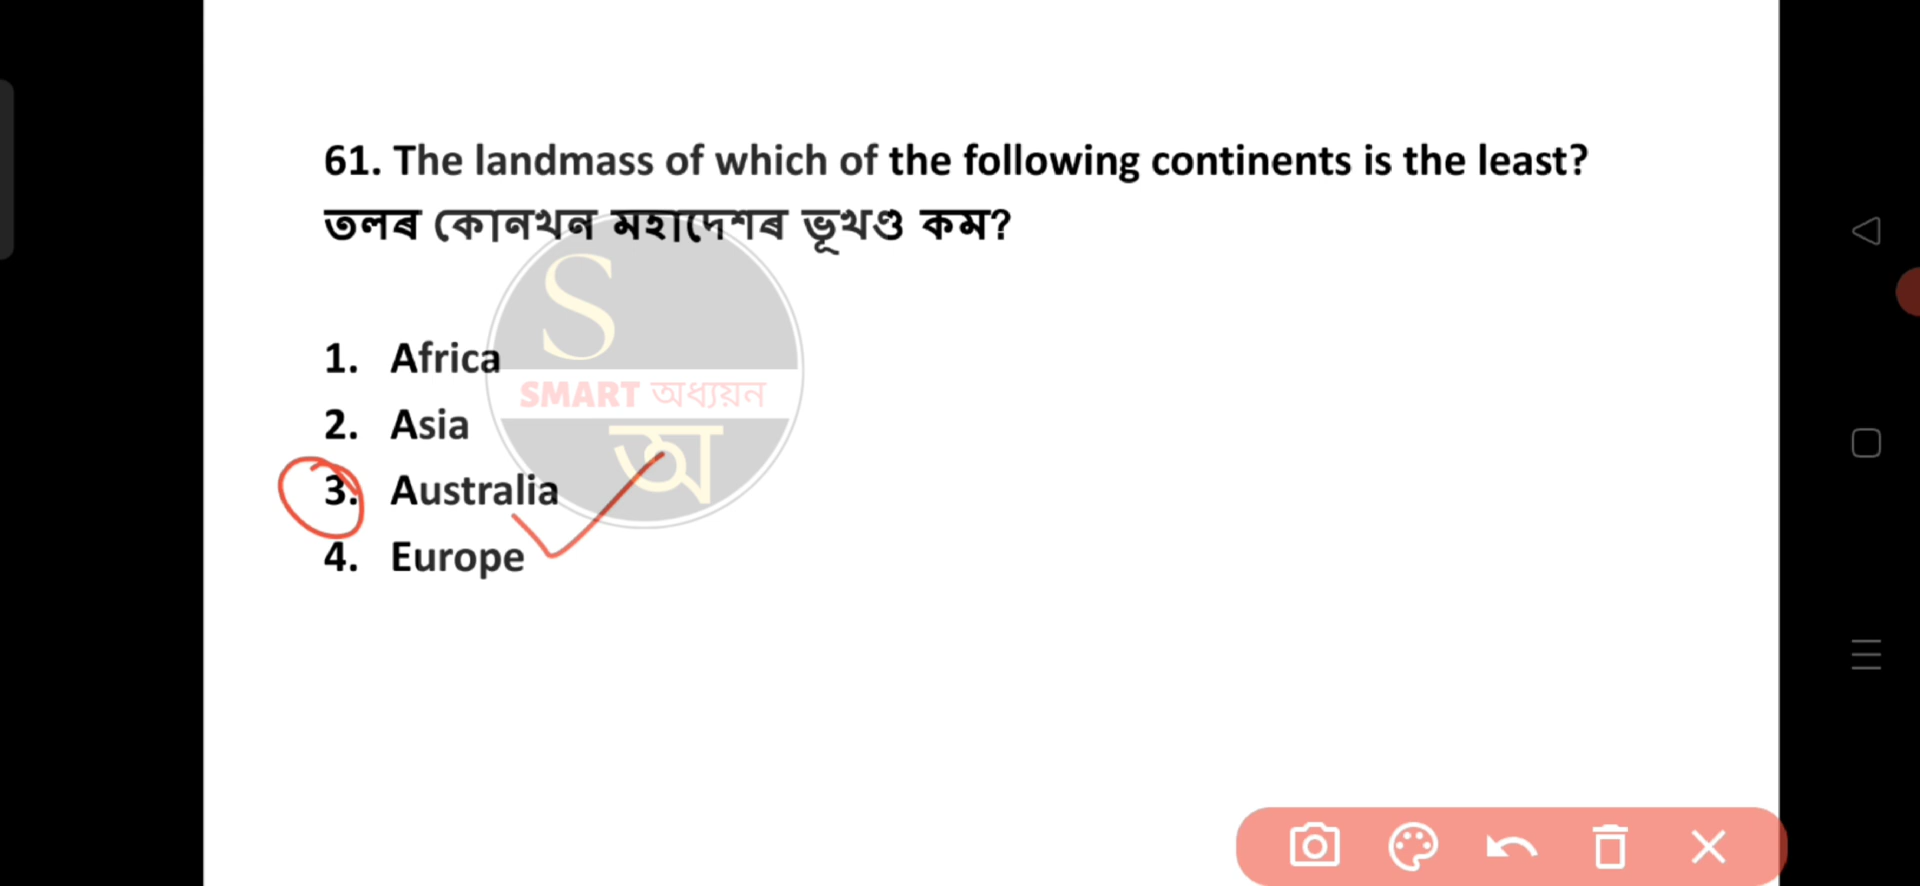 61. The landmass of which of the following continents is the least?
তলৰ কোনখন মহাদেশৰ ভূখণ্ড কম?
S
1. Africa
SMART অধ্যয়ন
2. Asia
অ
3. Australia
4. Europe